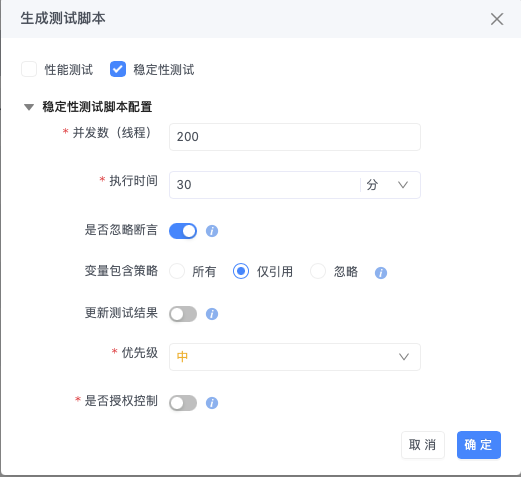 生成测试脚本
性能测试 稳定性测试
稳定性测试脚本配置
* 并发数（线程） 200
* 执行时间 30 分
是否忽略断言
变量包含策略 所有 仅引用 忽略
更新测试结果
* 优先级 中
* 是否授权控制
取消 确定